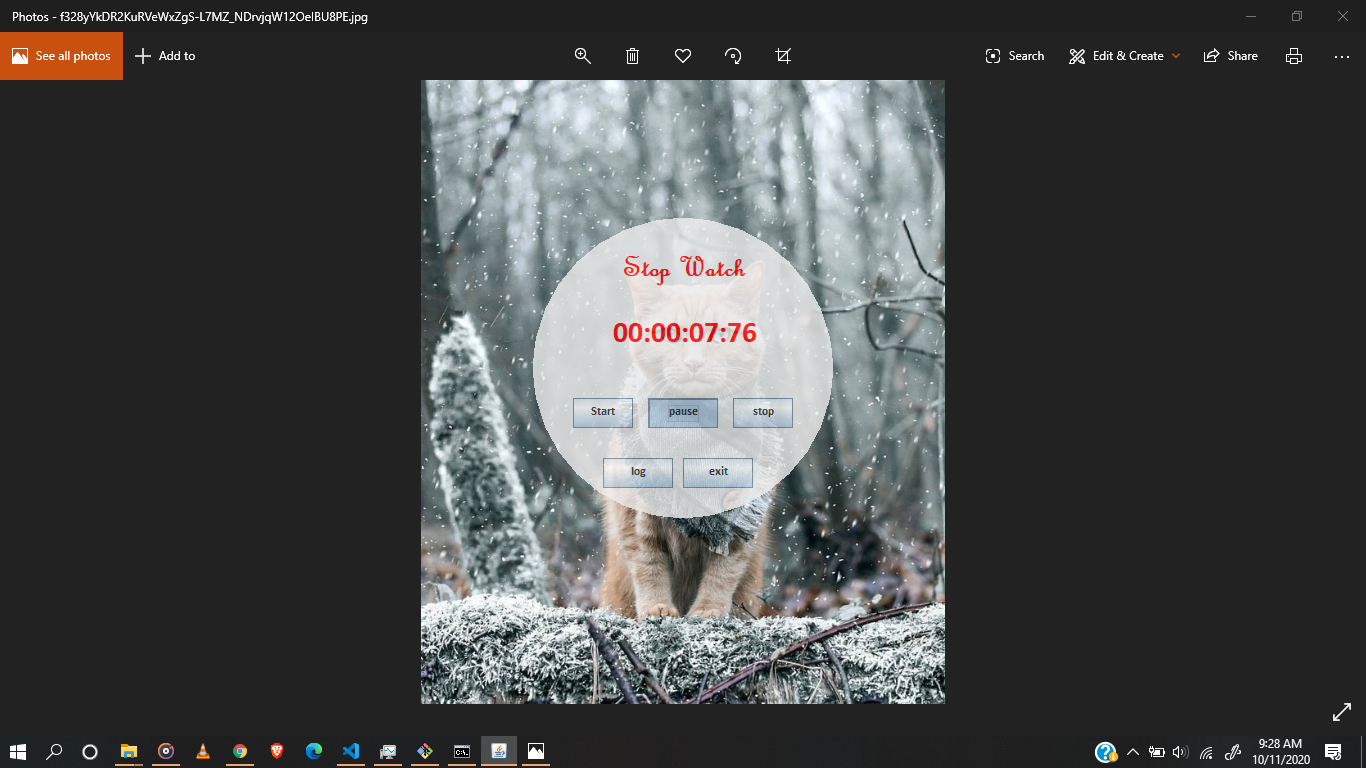 Photos - f328yYkDR2KuRVeWxZgS-L7MZ_NDrvjqW12OelBU8PE.jpg
See all photos
Add to
Search
Edit & Create
Share
Stop Watch
00:00:07:76
Start
pause
stop
log
exit
9:28 AM
10/11/2020